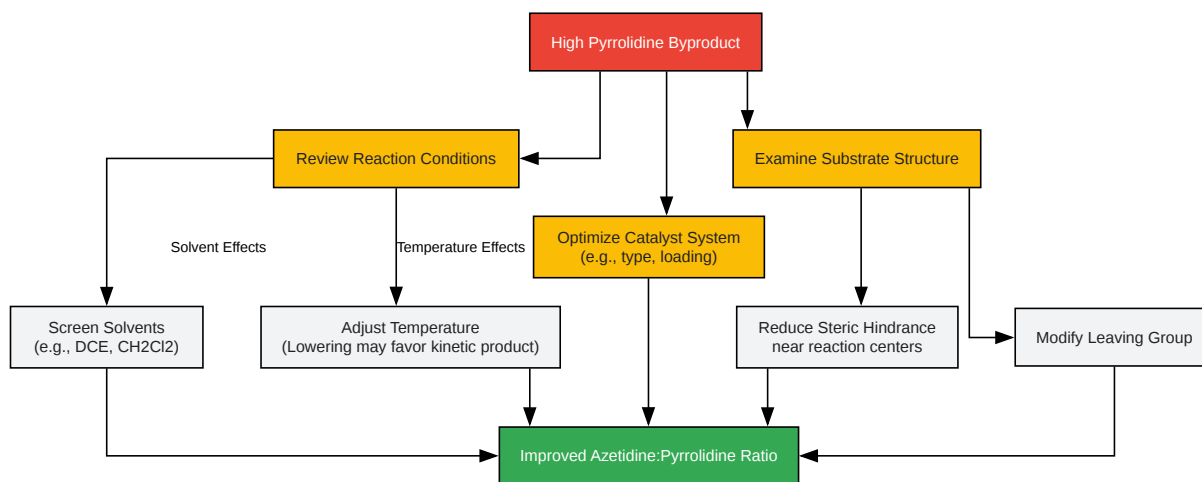 High Pyrrolidine Byproduct
Review Reaction Conditions
Examine Substrate Structure
Optimize Catalyst System
(e.g., type, loading)
Solvent Effects
Temperature Effects
Screen Solvents
(e.g., DCE, CH2Cl2)
Adjust Temperature
(Lowering may favor kinetic product)
Reduce Steric Hindrance
near reaction centers
Modify Leaving Group
Improved Azetidine:Pyrrolidine Ratio